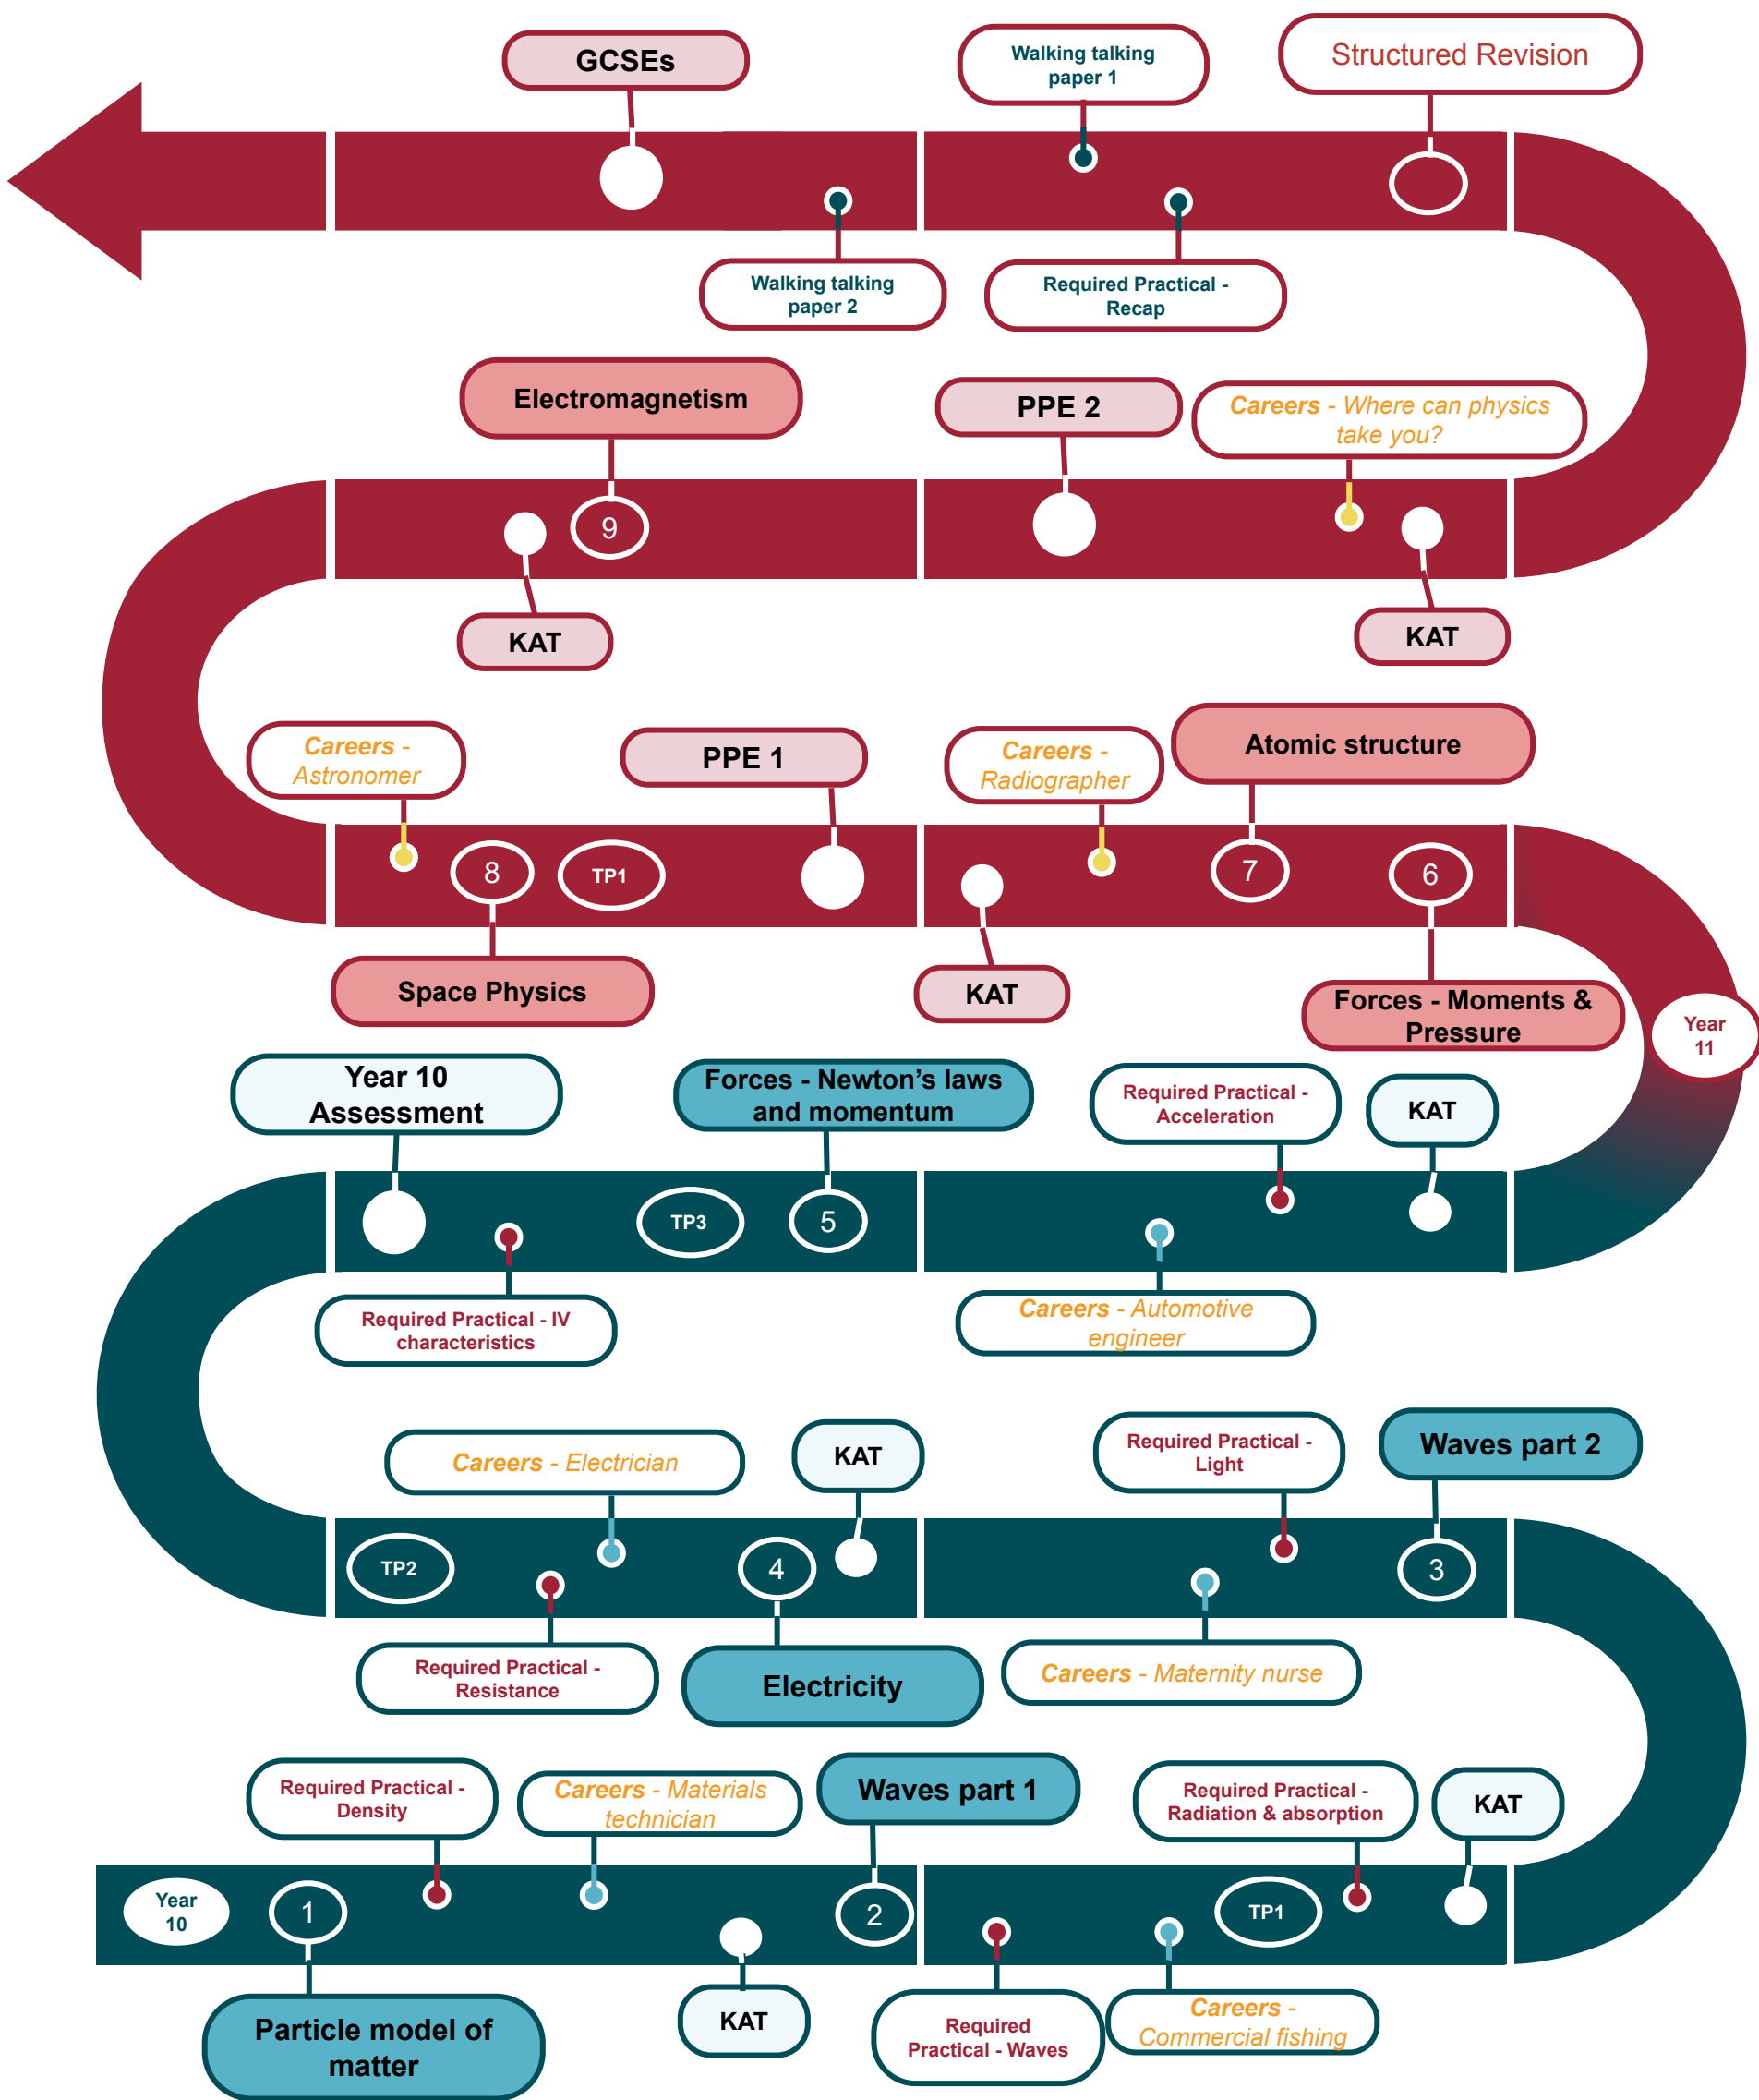 GCSEs
Walking talking
paper 1
Structured Revision
Walking talking
paper 2
Required Practical -
Recap
Electromagnetism
PPE 2
Careers - Where can physics
take you?
9
KAT
KAT
Careers -
Astronomer
PPE 1
Careers -
Radiographer
Atomic structure
8
TP1
7
6
Space Physics
KAT
Forces - Moments &
Pressure
Year
11
Year 10
Assessment
Forces - Newton’s laws
and momentum
Required Practical -
Acceleration
KAT
TP3
5
Required Practical - IV
characteristics
Careers - Automotive
engineer
Careers - Electrician
KAT
Required Practical -
Light
Waves part 2
TP2
4
3
Required Practical -
Resistance
Electricity
Careers - Maternity nurse
Required Practical -
Density
Careers - Materials
technician
Waves part 1
Required Practical -
Radiation & absorption
KAT
Year
10
1
2
TP1
Particle model of
matter
KAT
Required
Practical - Waves
Careers -
Commercial fishing